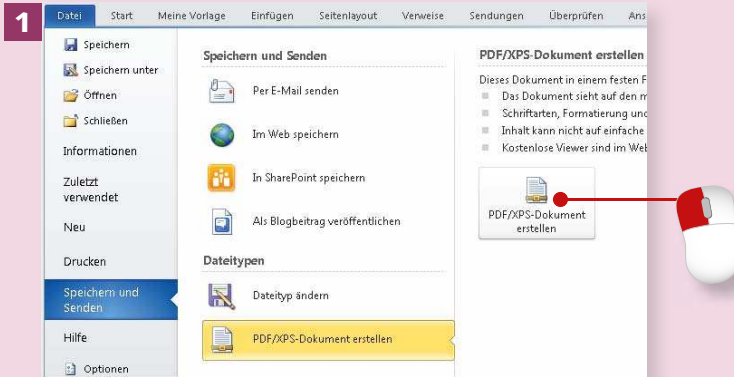 1
Datei Start Meine Vorlage Einfügen Seitenlayout Verweise Sendungen Überprüfen Ans
Speichern
Speichern unter
Öffnen
Schließen
Informationen
Zuletzt
verwendet
Neu
Drucken
Speichern und
Senden
Hilfe
Optionen
Speichern und Senden
Per E-Mail senden
Im Web speichern
In SharePoint speichern
Als Blogbeitrag veröffentlichen
Dateitypen
Dateityp ändern
PDF/XPS-Dokument erstellen
PDF/XPS-Dokument erstellen
Dieses Dokument in einem festen F
Das Dokument sieht auf den m
Schriftarten, Formatierung und
Inhalt kann nicht auf einfache
Kostenlose Viewer sind im Web
PDF/XPS-Dokument
erstellen